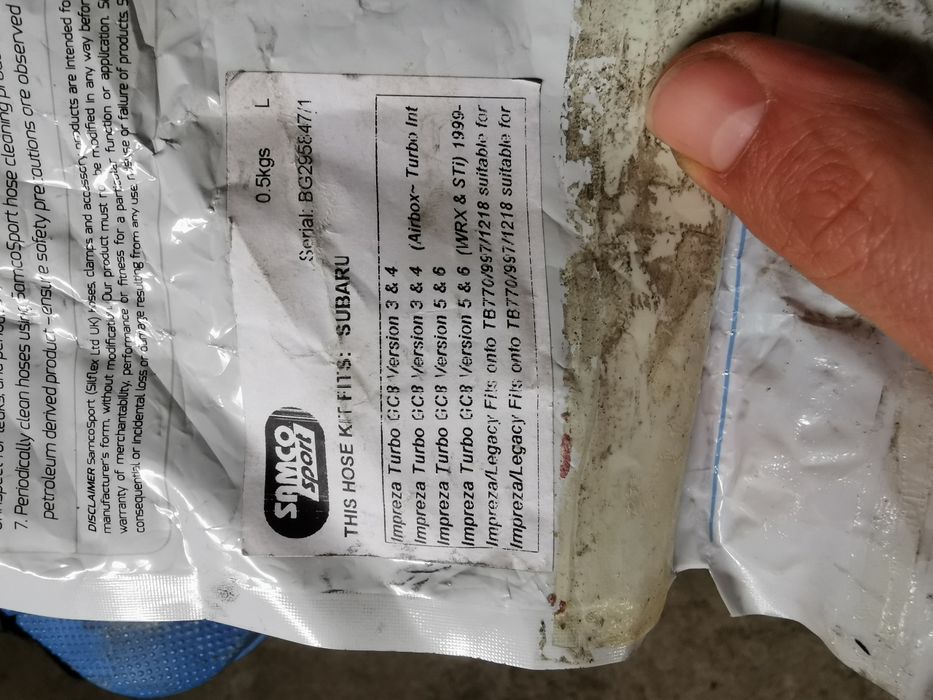 7. Periodically clean hoses using SamcoSport hose cleaning
petroleum derived product - ensure safety precautions are observed
DISCLAIMER SamcoSport (Silflex Ltd UK) hoses, clamps and accessory products are intended fo
manufacturer's form, without modification. Our product must not be modified in any way befor
warranty of merchantability, performance or fitness for a particular function or application. S
consequential or incidental loss or damage resulting from any use, misuse or failure of products. S
SAMCO
sport
0.5kgs L
Serial: BG295847/1
THIS HOSE KIT FITS: SUBARU
Impreza Turbo GC8 Version 3 & 4
Impreza Turbo GC8 Version 3 & 4 (Airbox~ Turbo Int
Impreza Turbo GC8 Version 5 & 6
Impreza Turbo GC8 Version 5 & 6 (WRX & STi) 1999-
Impreza/Legacy Fits onto TB770/997/1218 suitable for
Impreza/Legacy Fits onto TB770/997/1218 suitable for